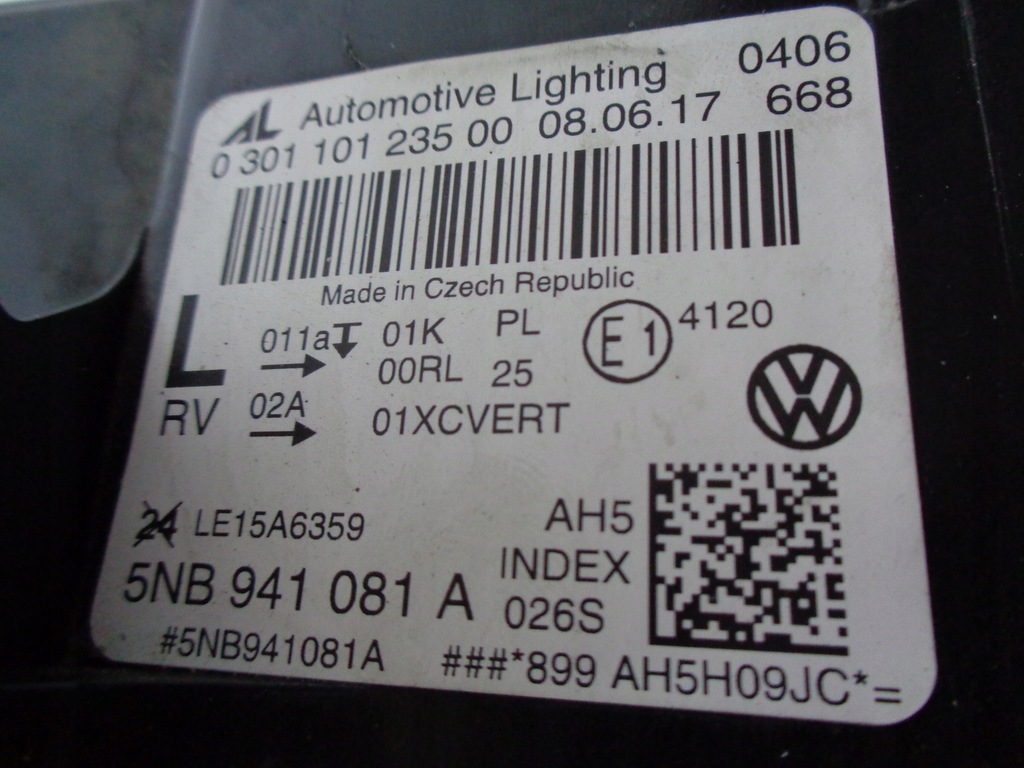 AL Automotive Lighting 0406
0 301 101 235 00 08.06.17 668
Made in Czech Republic
L 011a 01K PL E1 4120
00RL 25
RV 02A 01XCVERT
VW
24 LE15A6359 AH5
5NB 941 081 A INDEX
026S
#5NB941081A ###*899 AH5H09JC*=